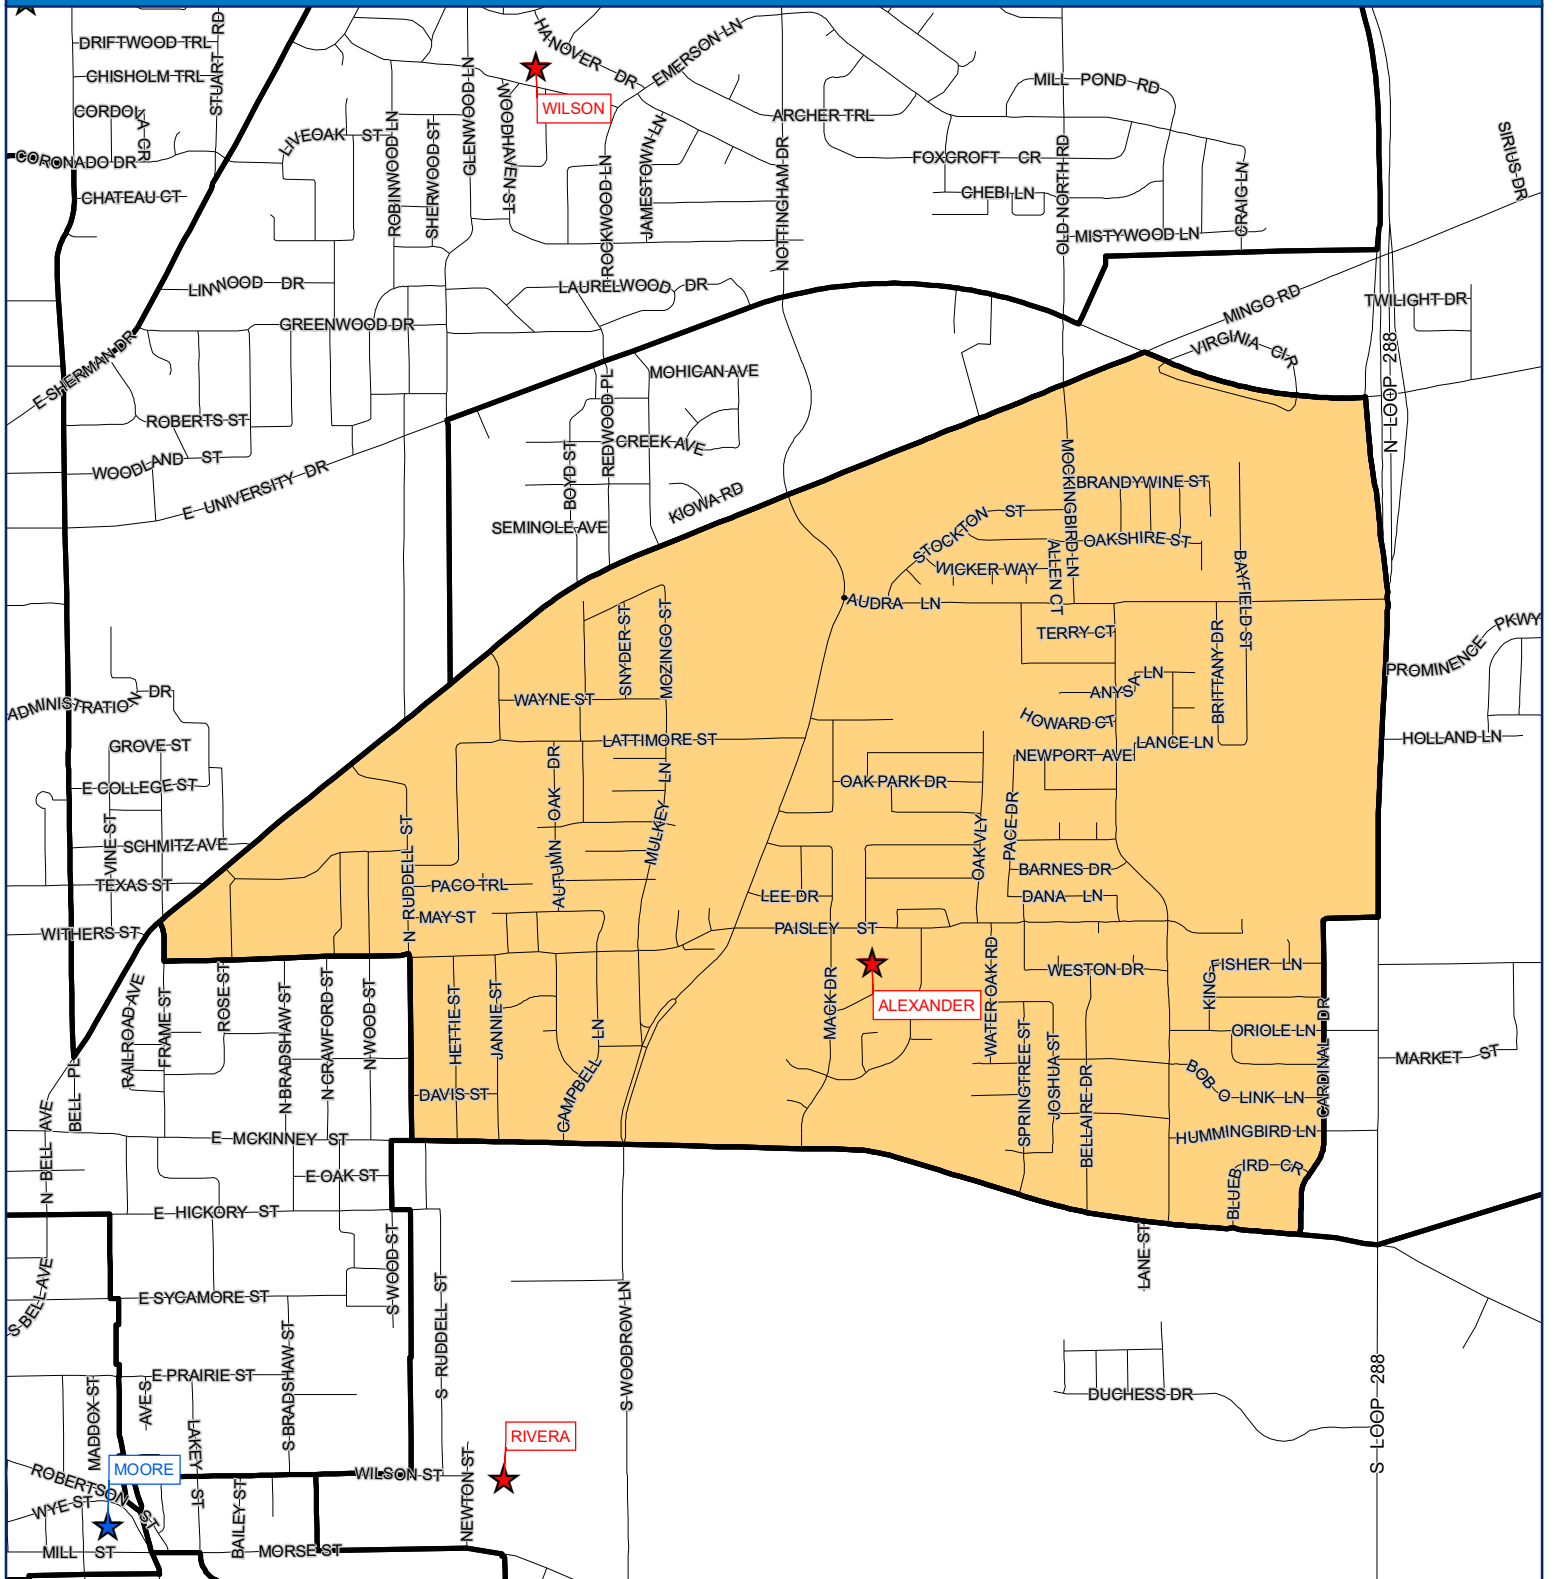 DRIFTWOOD TRL
STUART RD
CHISHOLM TRL
CORDOLA CR
CORONADO DR
CHATEAU CT
LIVEOAK ST
ROBINWOOD LN
SHERWOOD ST
GLENWOOD LN
WOODHAVEN ST
HANOVER DR
WILSON
EMERSON LN
ROCKWOOD LN
JAMESTOWN LN
ARCHER TRL
NOTTINGHAM DR
MILL POND RD
FOXCROFT CR
CHEBI LN
OLD NORTH RD
MISTYWOOD LN
CRAIG LN
SIRIUS DR
LINWOOD DR
LAURELWOOD DR
GREENWOOD DR
E SHERMAN DR
MINGO RD
TWILIGHT DR
VIRGINIA CIR
N LOOP 288
MOHICAN AVE
REDWOOD PL
ROBERTS ST
CREEK AVE
BOYD ST
WOODLAND ST
E UNIVERSITY DR
KIOWA RD
SEMINOLE AVE
MOCKINGBIRD LN
BRANDYWINE ST
STOCKTON ST
OAKSHIRE ST
WICKER WAY
ALLEN CT
BAYFIELD ST
AUDRA LN
TERRY CT
BRITTANY DR
SNYDER ST
MOZINGO ST
PROMINENCE PKWY
ANYSA LN
WAYNE ST
ADMINISTRATION DR
HOWARD CT
LATTIMORE ST
LANCE LN
HOLLAND LN
NEWPORT AVE
GROVE ST
E COLLEGE ST
AUTUMN OAK DR
MULKEY LN
OAK PARK DR
PACE DR
OAK VLY
VINE ST
SCHMITZ AVE
N RUDDELL ST
BARNES DR
TEXAS ST
PACO TRL
LEE DR
DANA LN
MAY ST
PAISLEY ST
WITHERS ST
MACK DR
WATER OAK RD
WESTON DR
FISHER LN
KING
ALEXANDER
RAILROAD AVE
FRAME ST
ROSE ST
N BRADSHAW ST
N CRAWFORD ST
N WOOD ST
HETTIE ST
JANNIE ST
CAMPBELL LN
SPRINGTREE ST
JOSHUA ST
BELLAIRE DR
ORIOLE LN
CARDINAL DR
MARKET ST
BOB O LINK LN
DAVIS ST
HUMMINGBIRD LN
BELL PL
N BELL AVE
E MCKINNEY ST
BLUEBIRD CR
E OAK ST
E HICKORY ST
LANE ST
S BELL AVE
S WOOD ST
E SYCAMORE ST
S RUDDELL ST
S WOODROW LN
S BRADSHAW ST
E PRAIRIE ST
MADDOX ST
AVE S
LAKEY ST
DUCHESS DR
S LOOP 288
RIVERA
MOORE
WILSON ST
NEWTON ST
ROBERTSON ST
WYE ST
BAILEY ST
MILL ST
MORSE ST